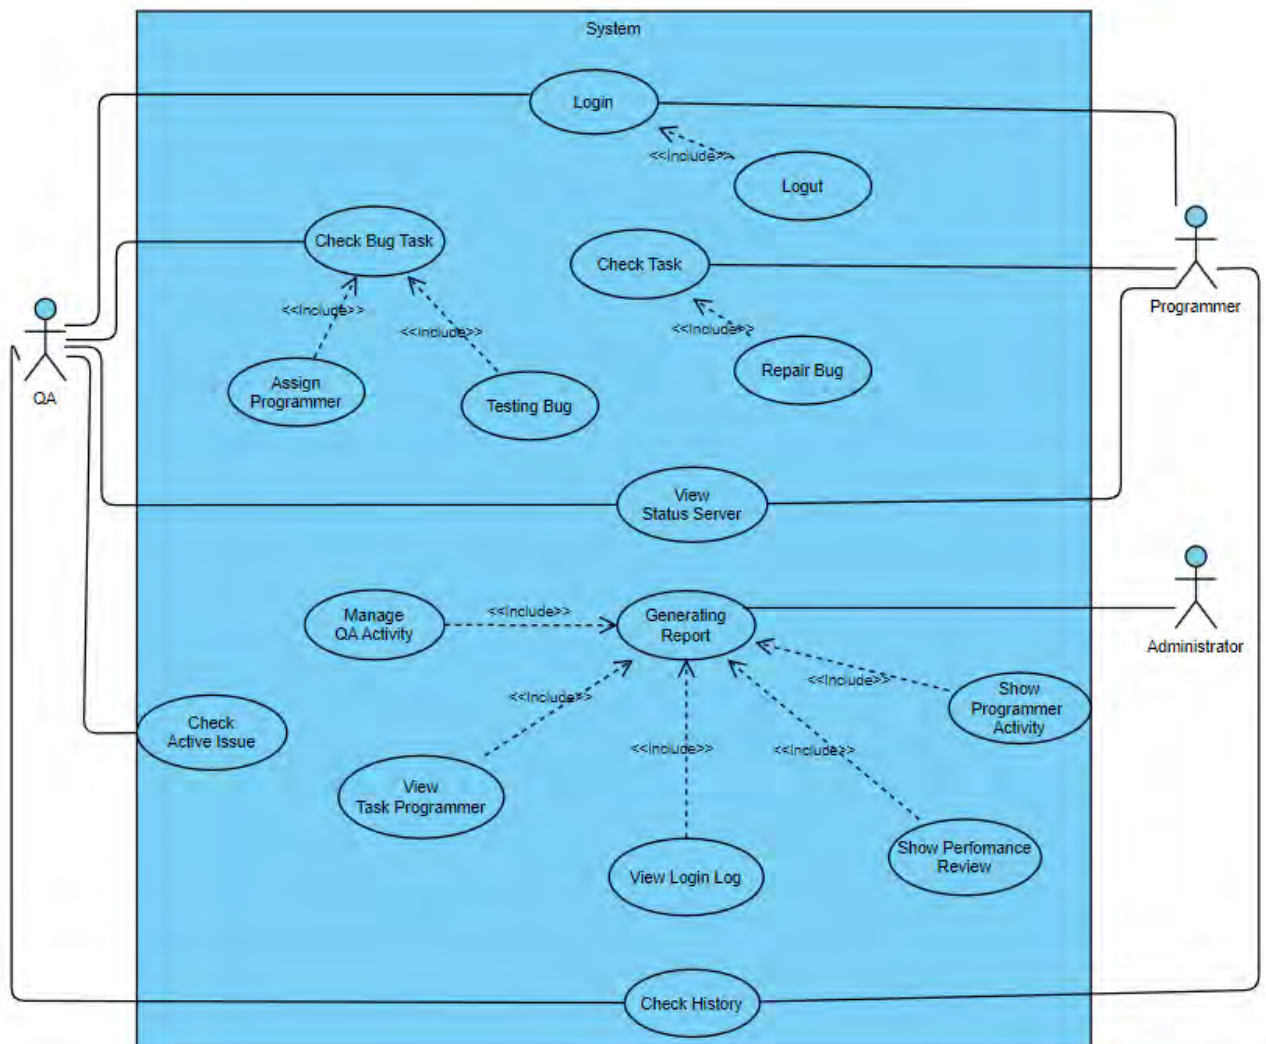 System
Login
<<Include>>
Logut
Check Bug Task
Check Task
<<Include>>
<<Include>>
<<Include>>
Programmer
Assign
Programmer
Testing Bug
Repair Bug
QA
View
Status Server
Manage
QA Activity
<<Include>>
Generating
Report
Administrator
<<Include>>
<<Include>>
<<Include>>
<<Include>>
Show
Programmer
Activity
Check
Active Issue
View
Task Programmer
View Login Log
Show Perfomance
Review
Check History